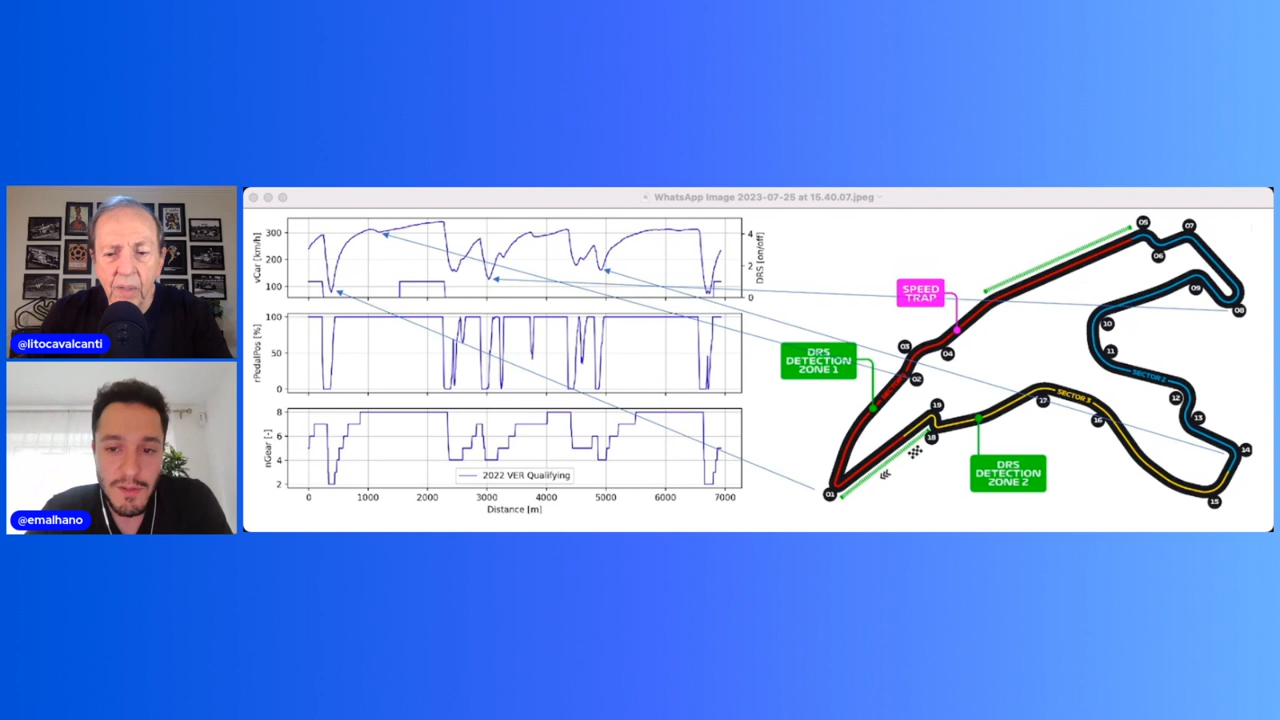 WhatsApp Image 2023-07-25 at 15.40.07.jpeg
@litocavalcanti
@emalhano
vCar [km/h]
300
200
100
4
2
0
DRS [on/off]
rPedalPos [%]
100
50
0
nGear [-]
8
6
4
2
2022 VER Qualifying
0
1000
2000
3000
4000
5000
6000
7000
Distance [m]
SPEED
TRAP
DRS
DETECTION
ZONE 1
DRS
DETECTION
ZONE 2
SECTOR 2
SECTOR 3
01
02
03
04
05
06
07
08
09
10
11
12
13
14
15
16
17
18
19